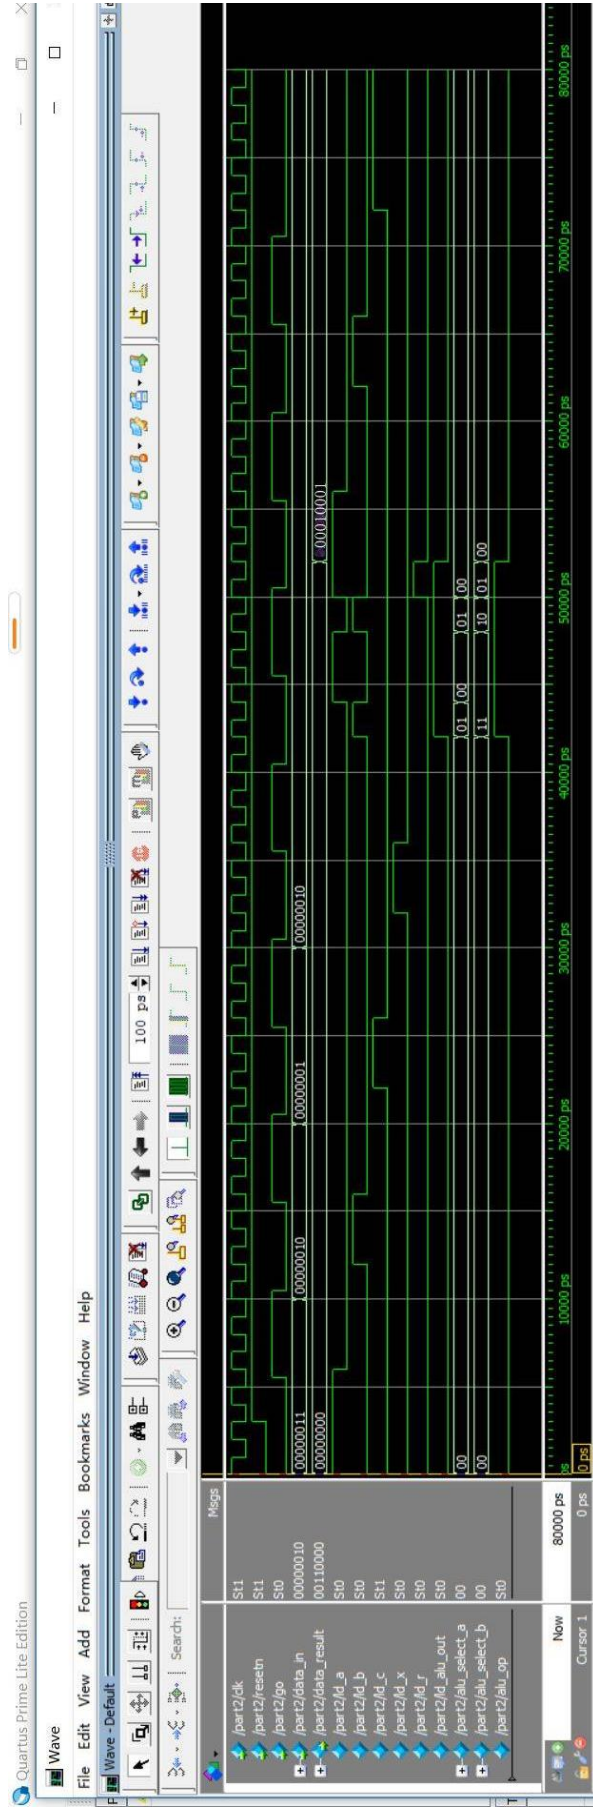 Quartus Prime Lite Edition
Wave
File Edit View Add Format Tools Bookmarks Window Help
Wave - Default
100 ps
Search:
Msgs
/part2/clk St1
/part2/resetn St1
/part2/go St0
/part2/data_in 00000010 00000011 00000010 00000001 00000010
/part2/data_result 00110000 00000000 00010001
/part2/ld_a St0
/part2/ld_b St0
/part2/ld_c St1
/part2/ld_x St0
/part2/ld_r St0
/part2/ld_alu_out St0
/part2/alu_select_a 00 00 01 00 01 00
/part2/alu_select_b 00 00 11 10 01 00
/part2/alu_op St0
Now 80000 ps ps 10000 ps 20000 ps 30000 ps 40000 ps 50000 ps 60000 ps 70000 ps 80000 ps
Cursor 1 0 ps 0 ps